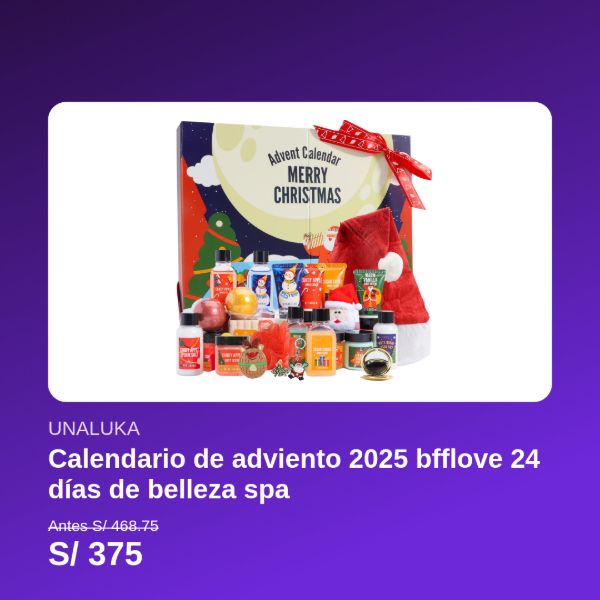 Advent Calendar
MERRY
CHRISTMAS
UNALUKA
Calendario de adviento 2025 bfflove 24
días de belleza spa
Antes S/ 468.75
S/ 375